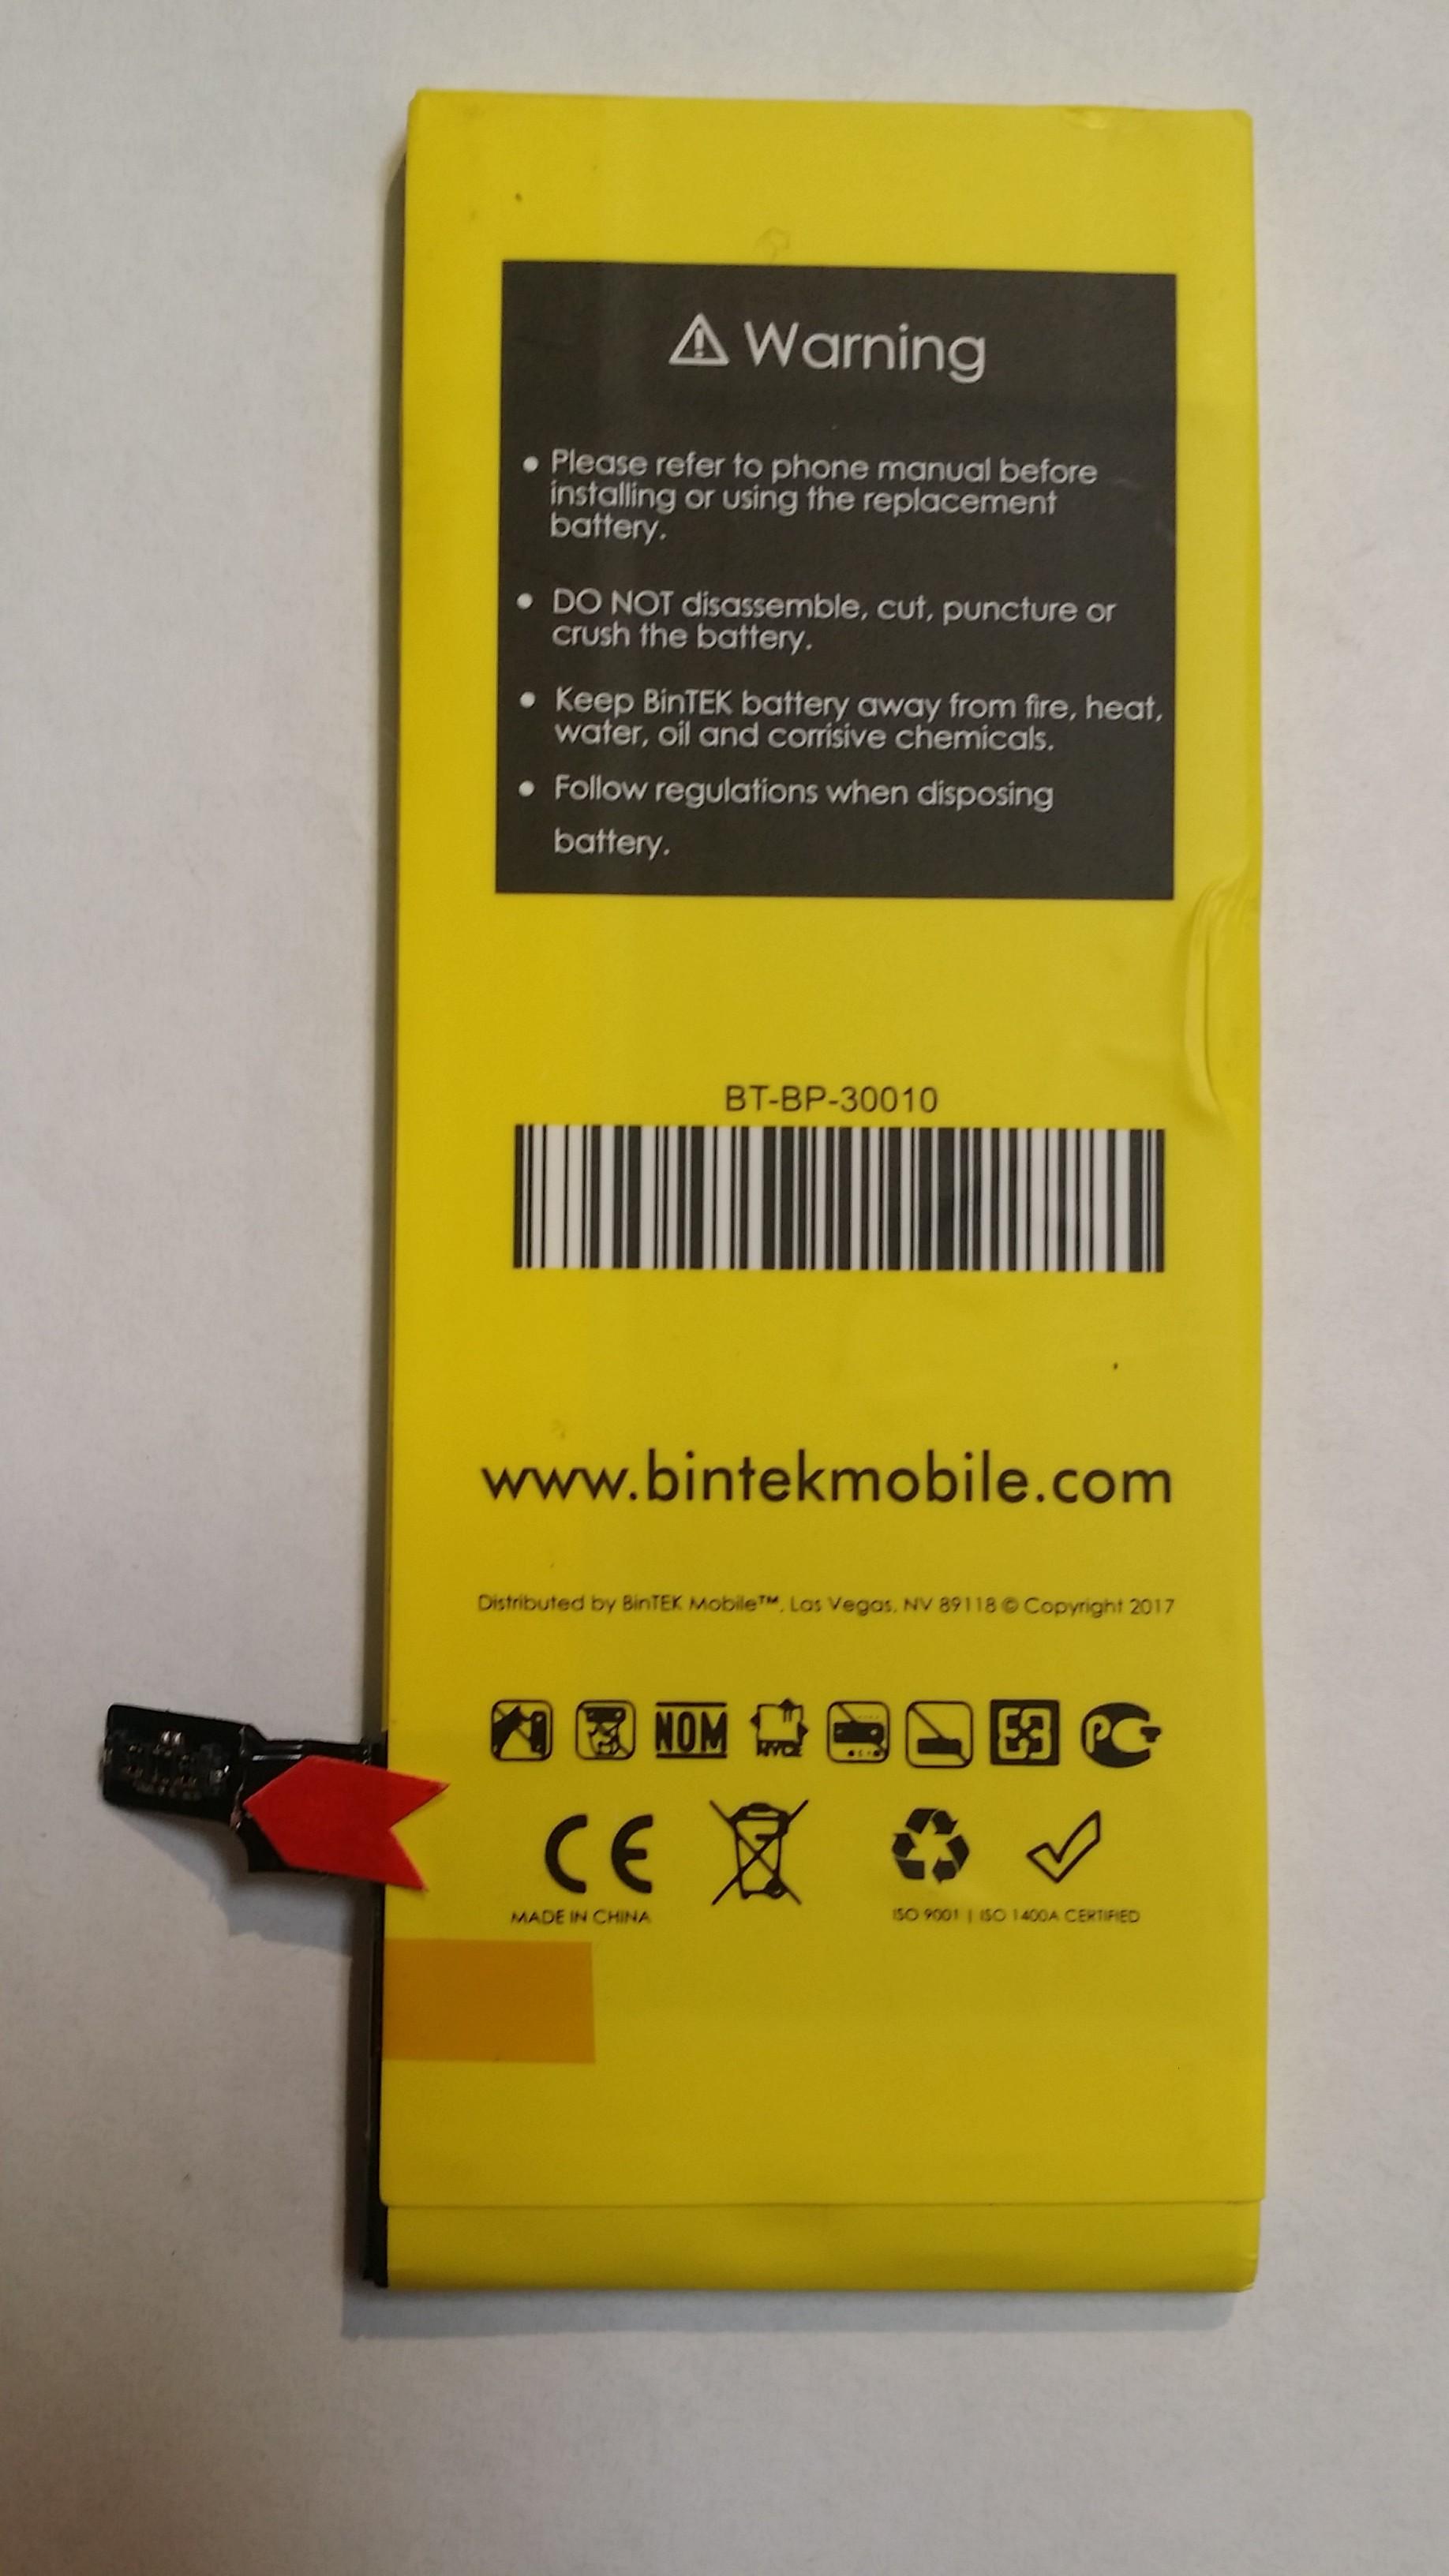 Warning
• Please refer to phone manual before
installing or using the replacement
battery.
• DO NOT disassemble, cut, puncture or
crush the battery.
• Keep BinTEK battery away from fire, heat,
water, oil and corrisive chemicals.
• Follow regulations when disposing
battery.
BT-BP-30010
www.bintekmobile.com
Distributed by BinTEK Mobile™, Las Vegas, NV 89118 © Copyright 2017
NOM NYCE PCT
CE
MADE IN CHINA
ISO 9001 | ISO 1400A CERTIFIED